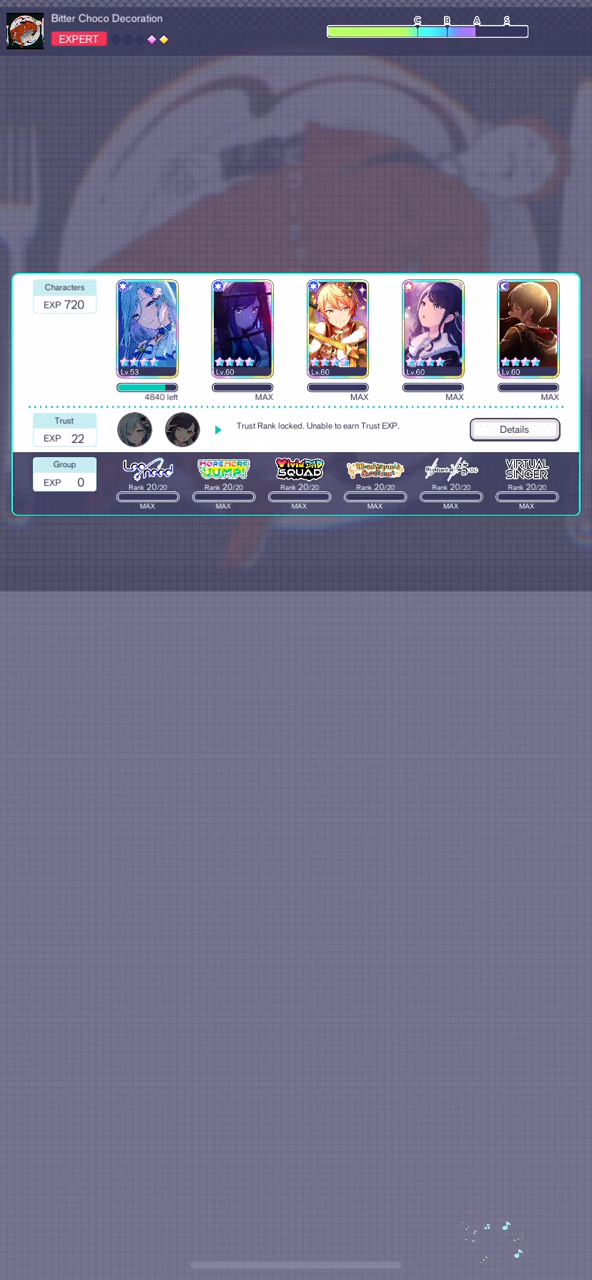 Bitter Choco Decoration
EXPERT
C B A S
Characters
EXP 720
Lv.53 Lv.60 Lv.60 Lv.60 Lv.60
4840 left MAX MAX MAX MAX
Trust
EXP 22
Trust Rank locked. Unable to earn Trust EXP.
Details
Group
EXP 0
Leo/need MORE MORE JUMP! Vivid BAD SQUAD Wonderlands Showtime VIRTUAL SINGER
Rank 20/20 Rank 20/20 Rank 20/20 Rank 20/20 Rank 20/20 Rank 20/20
MAX MAX MAX MAX MAX MAX